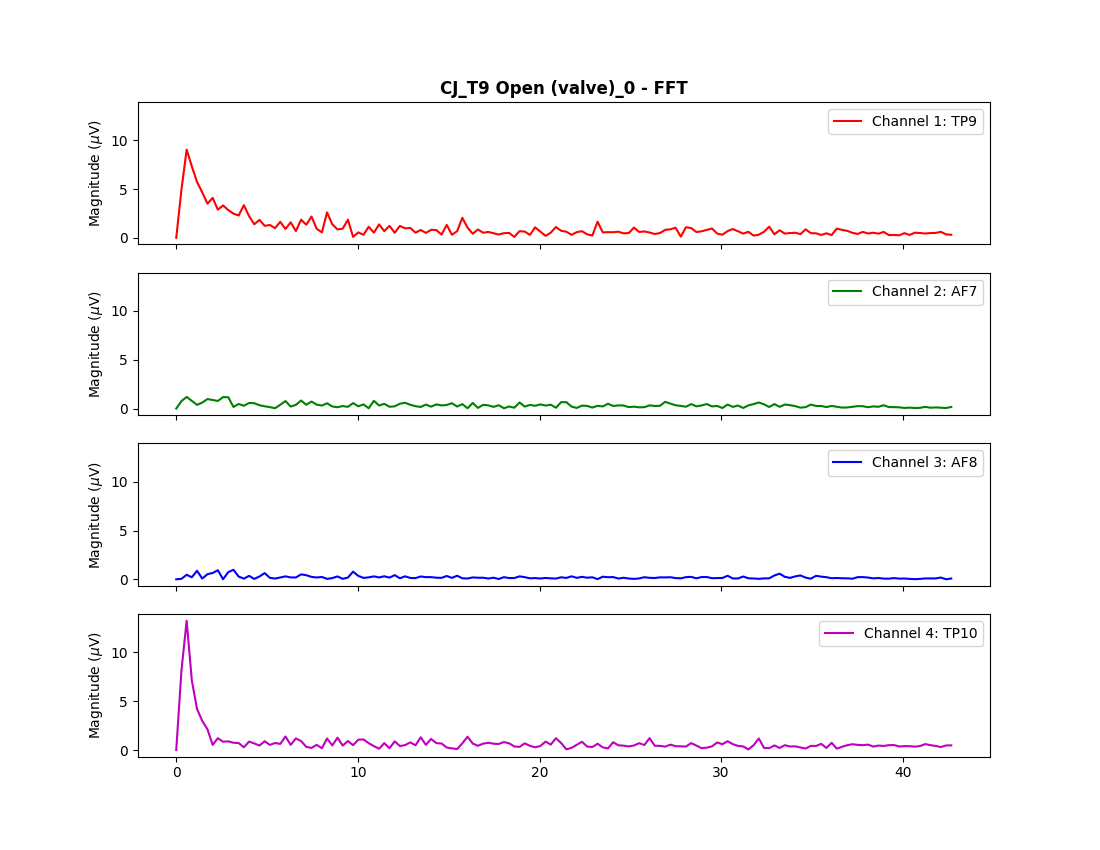 CJ_T9 Open (valve)_0 - FFT
Magnitude (μV)
10
5
0
Channel 1: TP9
Magnitude (μV)
10
5
0
Channel 2: AF7
Magnitude (μV)
10
5
0
Channel 3: AF8
Magnitude (μV)
10
5
0
Channel 4: TP10
0 10 20 30 40